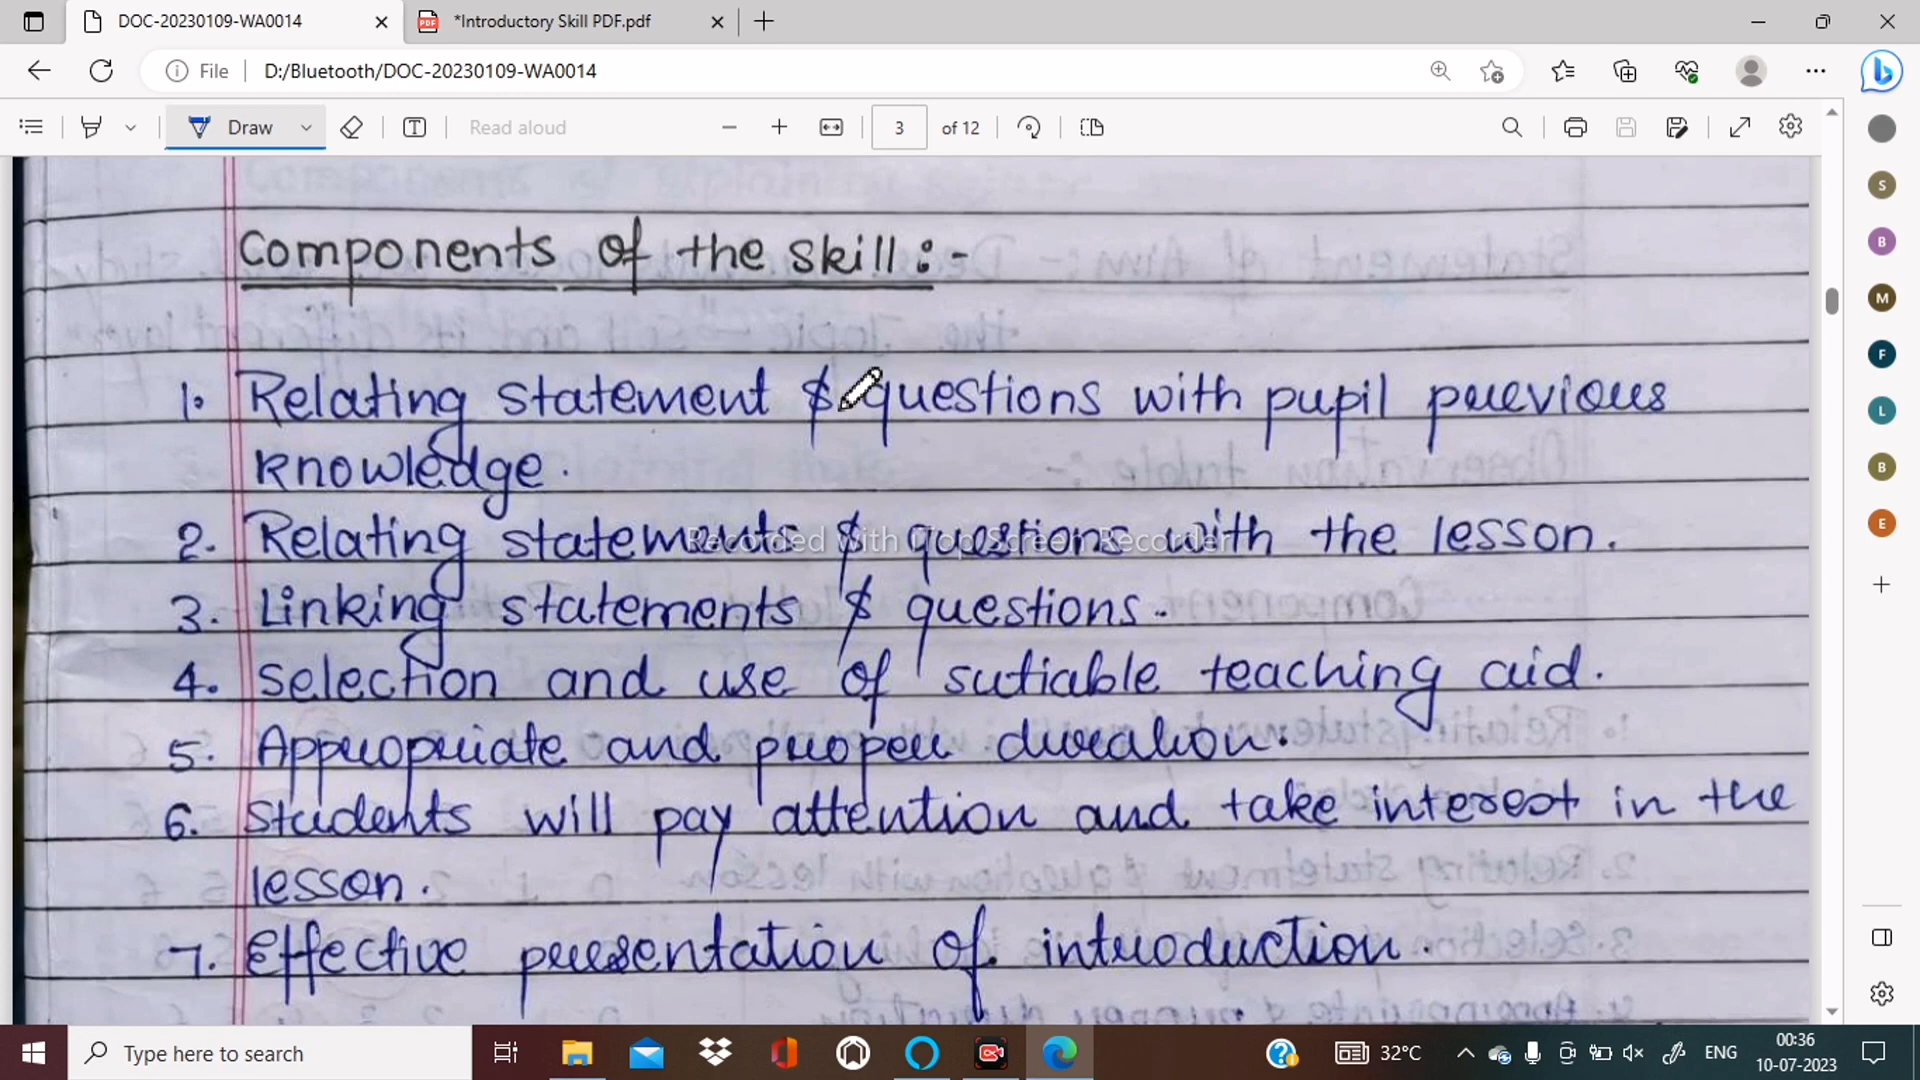 DOC-20230109-WA0014
*Introductory Skill PDF.pdf
File
D:/Bluetooth/DOC-20230109-WA0014
Draw
Read aloud
3 of 12
Components of the skill :-
1. Relating statement & questions with pupil previous
knowledge.
2. Relating statements & questions with the lesson.
Recorded with iTop Screen Recorder
3. Linking statements & questions.
4. Selection and use of sutiable teaching aid.
5. Appropriate and proper duration.
6. Students will pay attention and take interest in the
lesson.
7. Effective presentation of introduction.
S
B
M
F
L
B
E
Type here to search
32°C
ENG
00:36
10-07-2023